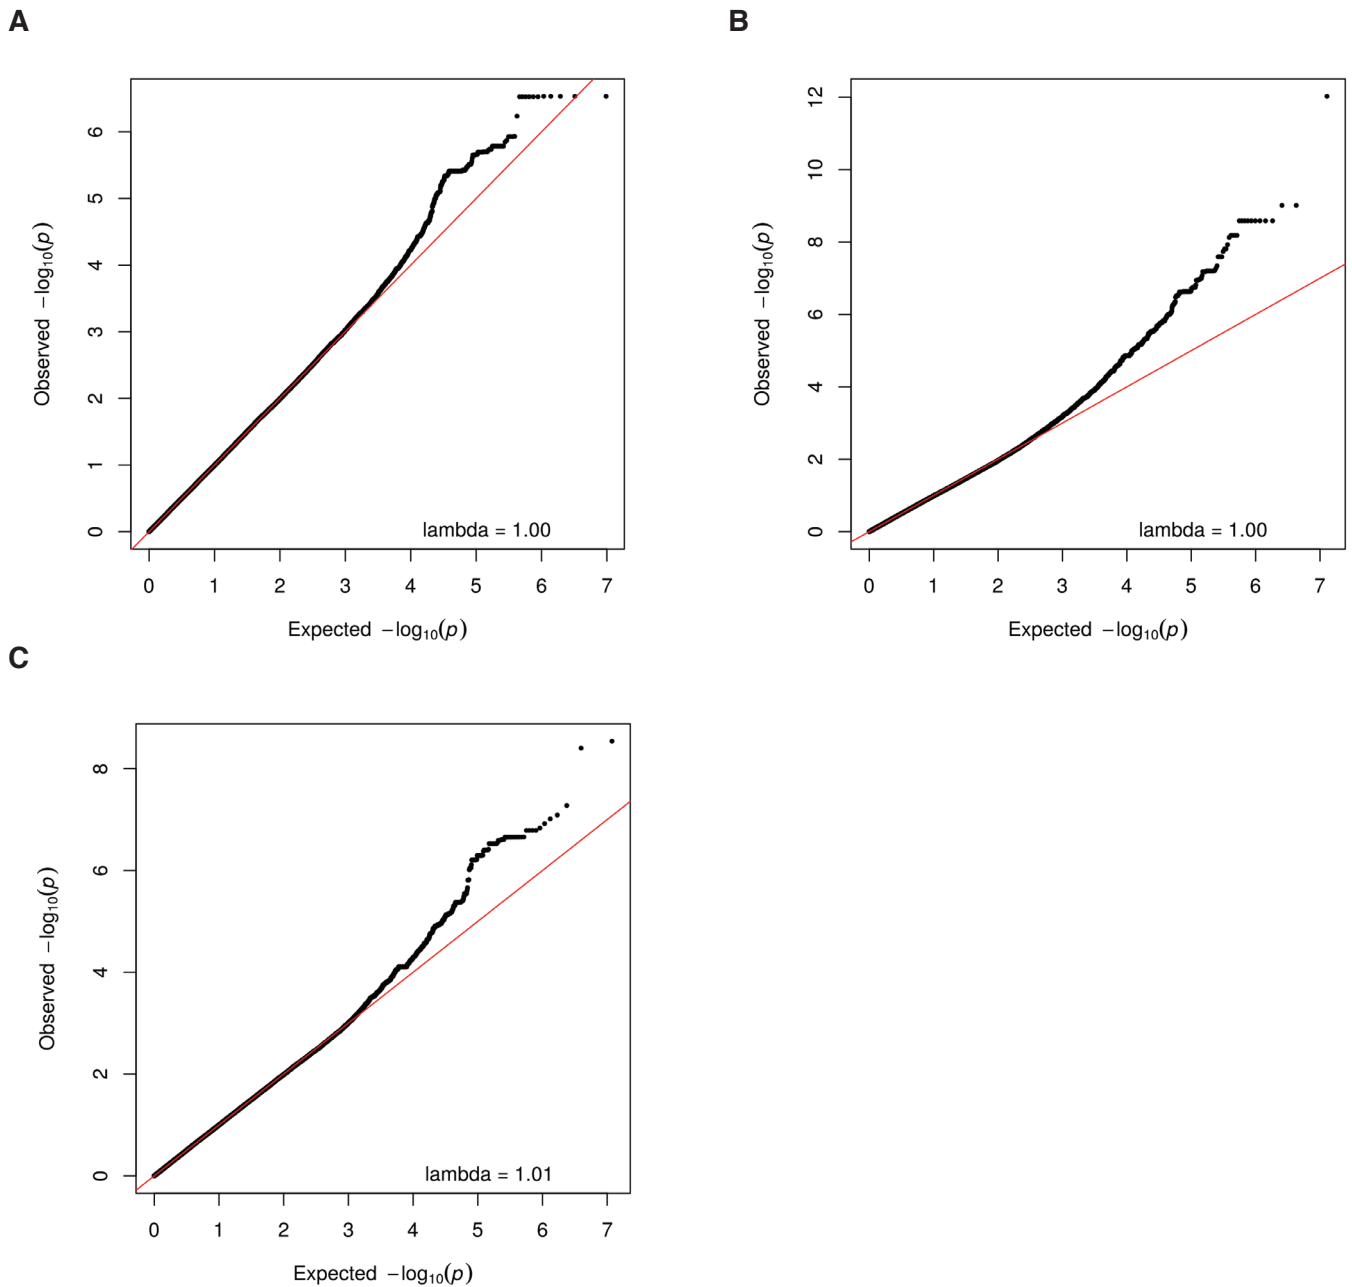 A
B
6
5
4
3
2
1
0
Observed −log₁₀(p)
lambda = 1.00
0 1 2 3 4 5 6 7
Expected −log₁₀(p)
12
10
8
6
4
2
0
Observed −log₁₀(p)
lambda = 1.00
0 1 2 3 4 5 6 7
Expected −log₁₀(p)
C
8
6
4
2
0
Observed −log₁₀(p)
lambda = 1.01
0 1 2 3 4 5 6 7
Expected −log₁₀(p)